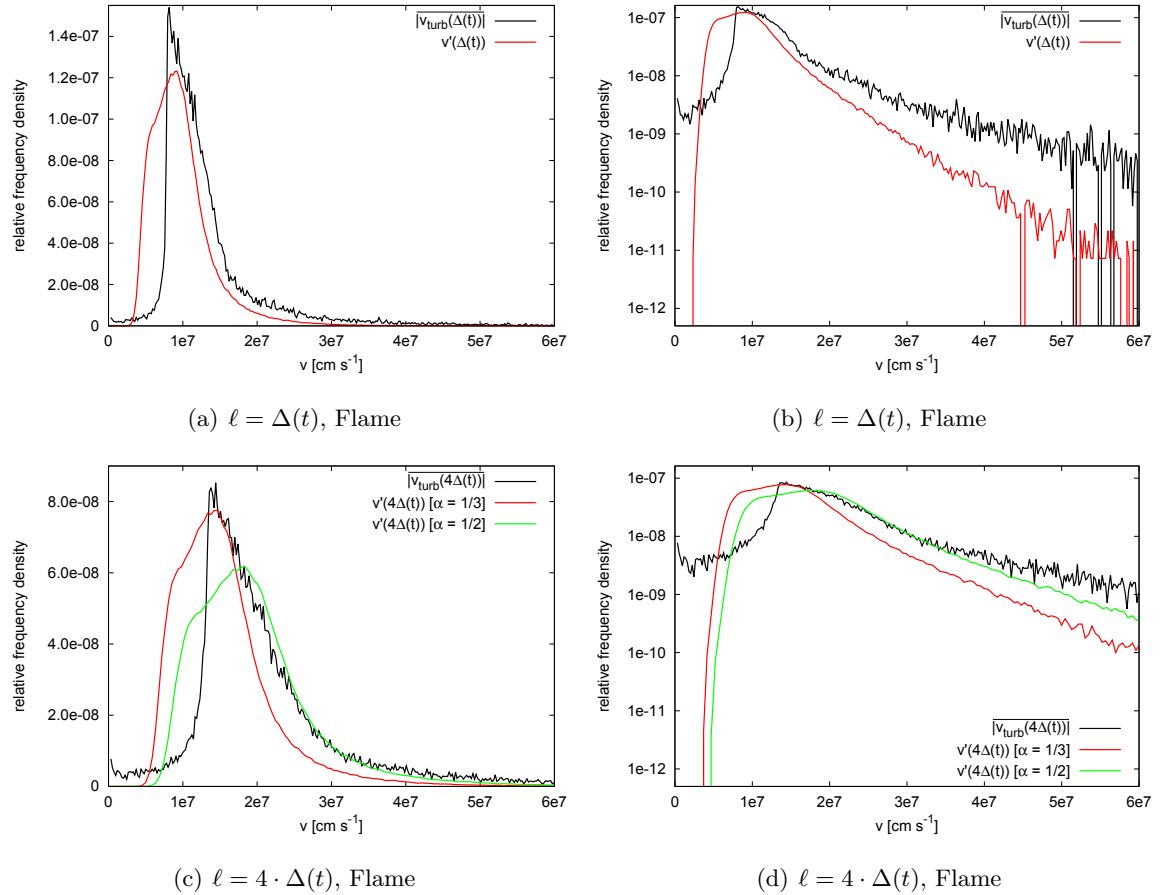 1.4e-07
1.2e-07
1.0e-07
8.0e-08
6.0e-08
4.0e-08
2.0e-08
0
relative frequency density
|v_turb(Δ(t))|
v'(Δ(t))
0 1e7 2e7 3e7 4e7 5e7 6e7
v [cm s⁻¹]
(a) ℓ = Δ(t), Flame
1e-07
1e-08
1e-09
1e-10
1e-11
1e-12
relative frequency density
|v_turb(Δ(t))|
v'(Δ(t))
0 1e7 2e7 3e7 4e7 5e7 6e7
v [cm s⁻¹]
(b) ℓ = Δ(t), Flame
8.0e-08
6.0e-08
4.0e-08
2.0e-08
0
relative frequency density
|v_turb(4Δ(t))|
v'(4Δ(t)) [α = 1/3]
v'(4Δ(t)) [α = 1/2]
0 1e7 2e7 3e7 4e7 5e7 6e7
v [cm s⁻¹]
(c) ℓ = 4 · Δ(t), Flame
1e-07
1e-08
1e-09
1e-10
1e-11
1e-12
relative frequency density
|v_turb(4Δ(t))|
v'(4Δ(t)) [α = 1/3]
v'(4Δ(t)) [α = 1/2]
0 1e7 2e7 3e7 4e7 5e7 6e7
v [cm s⁻¹]
(d) ℓ = 4 · Δ(t), Flame